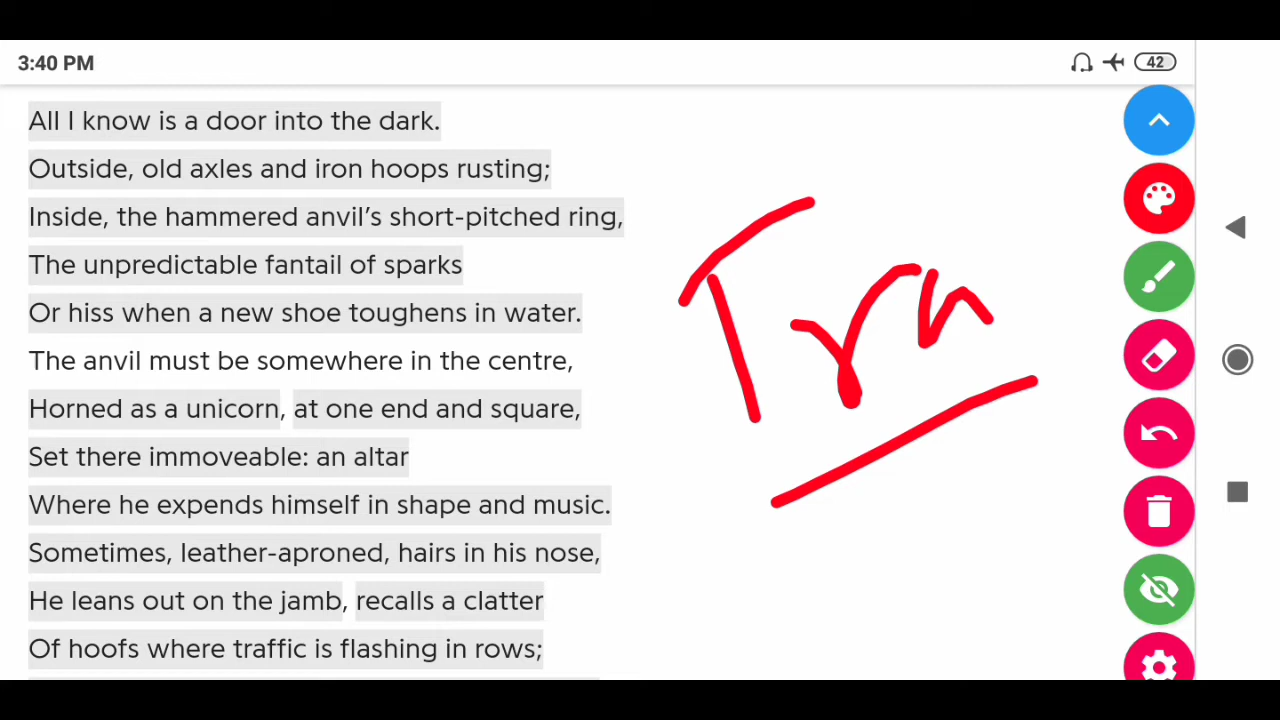 3:40 PM
42
All I know is a door into the dark.
Outside, old axles and iron hoops rusting;
Inside, the hammered anvil’s short-pitched ring,
The unpredictable fantail of sparks
Or hiss when a new shoe toughens in water.
The anvil must be somewhere in the centre,
Horned as a unicorn, at one end and square,
Set there immoveable: an altar
Where he expends himself in shape and music.
Sometimes, leather-aproned, hairs in his nose,
He leans out on the jamb, recalls a clatter
Of hoofs where traffic is flashing in rows;
Tra